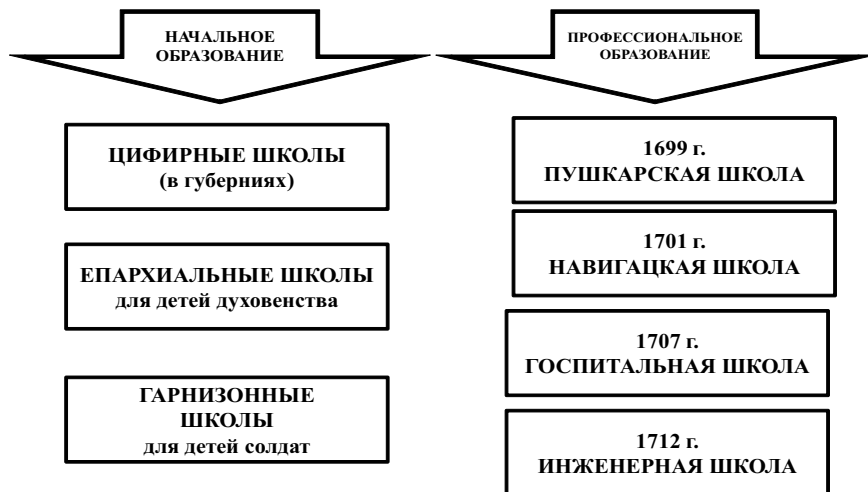 НАЧАЛЬНОЕ
ОБРАЗОВАНИЕ
ЦИФИРНЫЕ ШКОЛЫ
(в губерниях)
ЕПАРХИАЛЬНЫЕ ШКОЛЫ
для детей духовенства
ГАРНИЗОННЫЕ
ШКОЛЫ
для детей солдат
ПРОФЕССИОНАЛЬНОЕ
ОБРАЗОВАНИЕ
1699 г.
ПУШКАРСКАЯ ШКОЛА
1701 г.
НАВИГАЦКАЯ ШКОЛА
1707 г.
ГОСПИТАЛЬНАЯ ШКОЛА
1712 г.
ИНЖЕНЕРНАЯ ШКОЛА